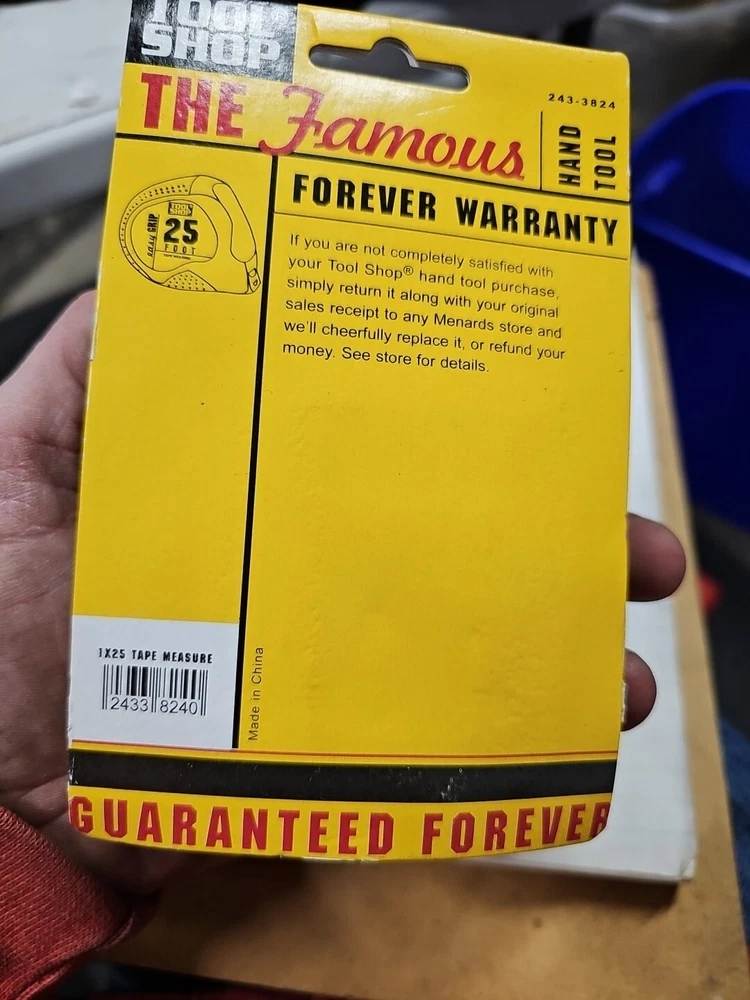 TOOL SHOP
243-3824
THE Famous
HAND TOOL
FOREVER WARRANTY
If you are not completely satisfied with
your Tool Shop® hand tool purchase,
simply return it along with your original
sales receipt to any Menards store and
we'll cheerfully replace it, or refund your
money. See store for details.
TOOL SHOP
easy GRIP
25
FOOT
1X25 TAPE MEASURE
2433 8240
Made in China
GUARANTEED FOREVER